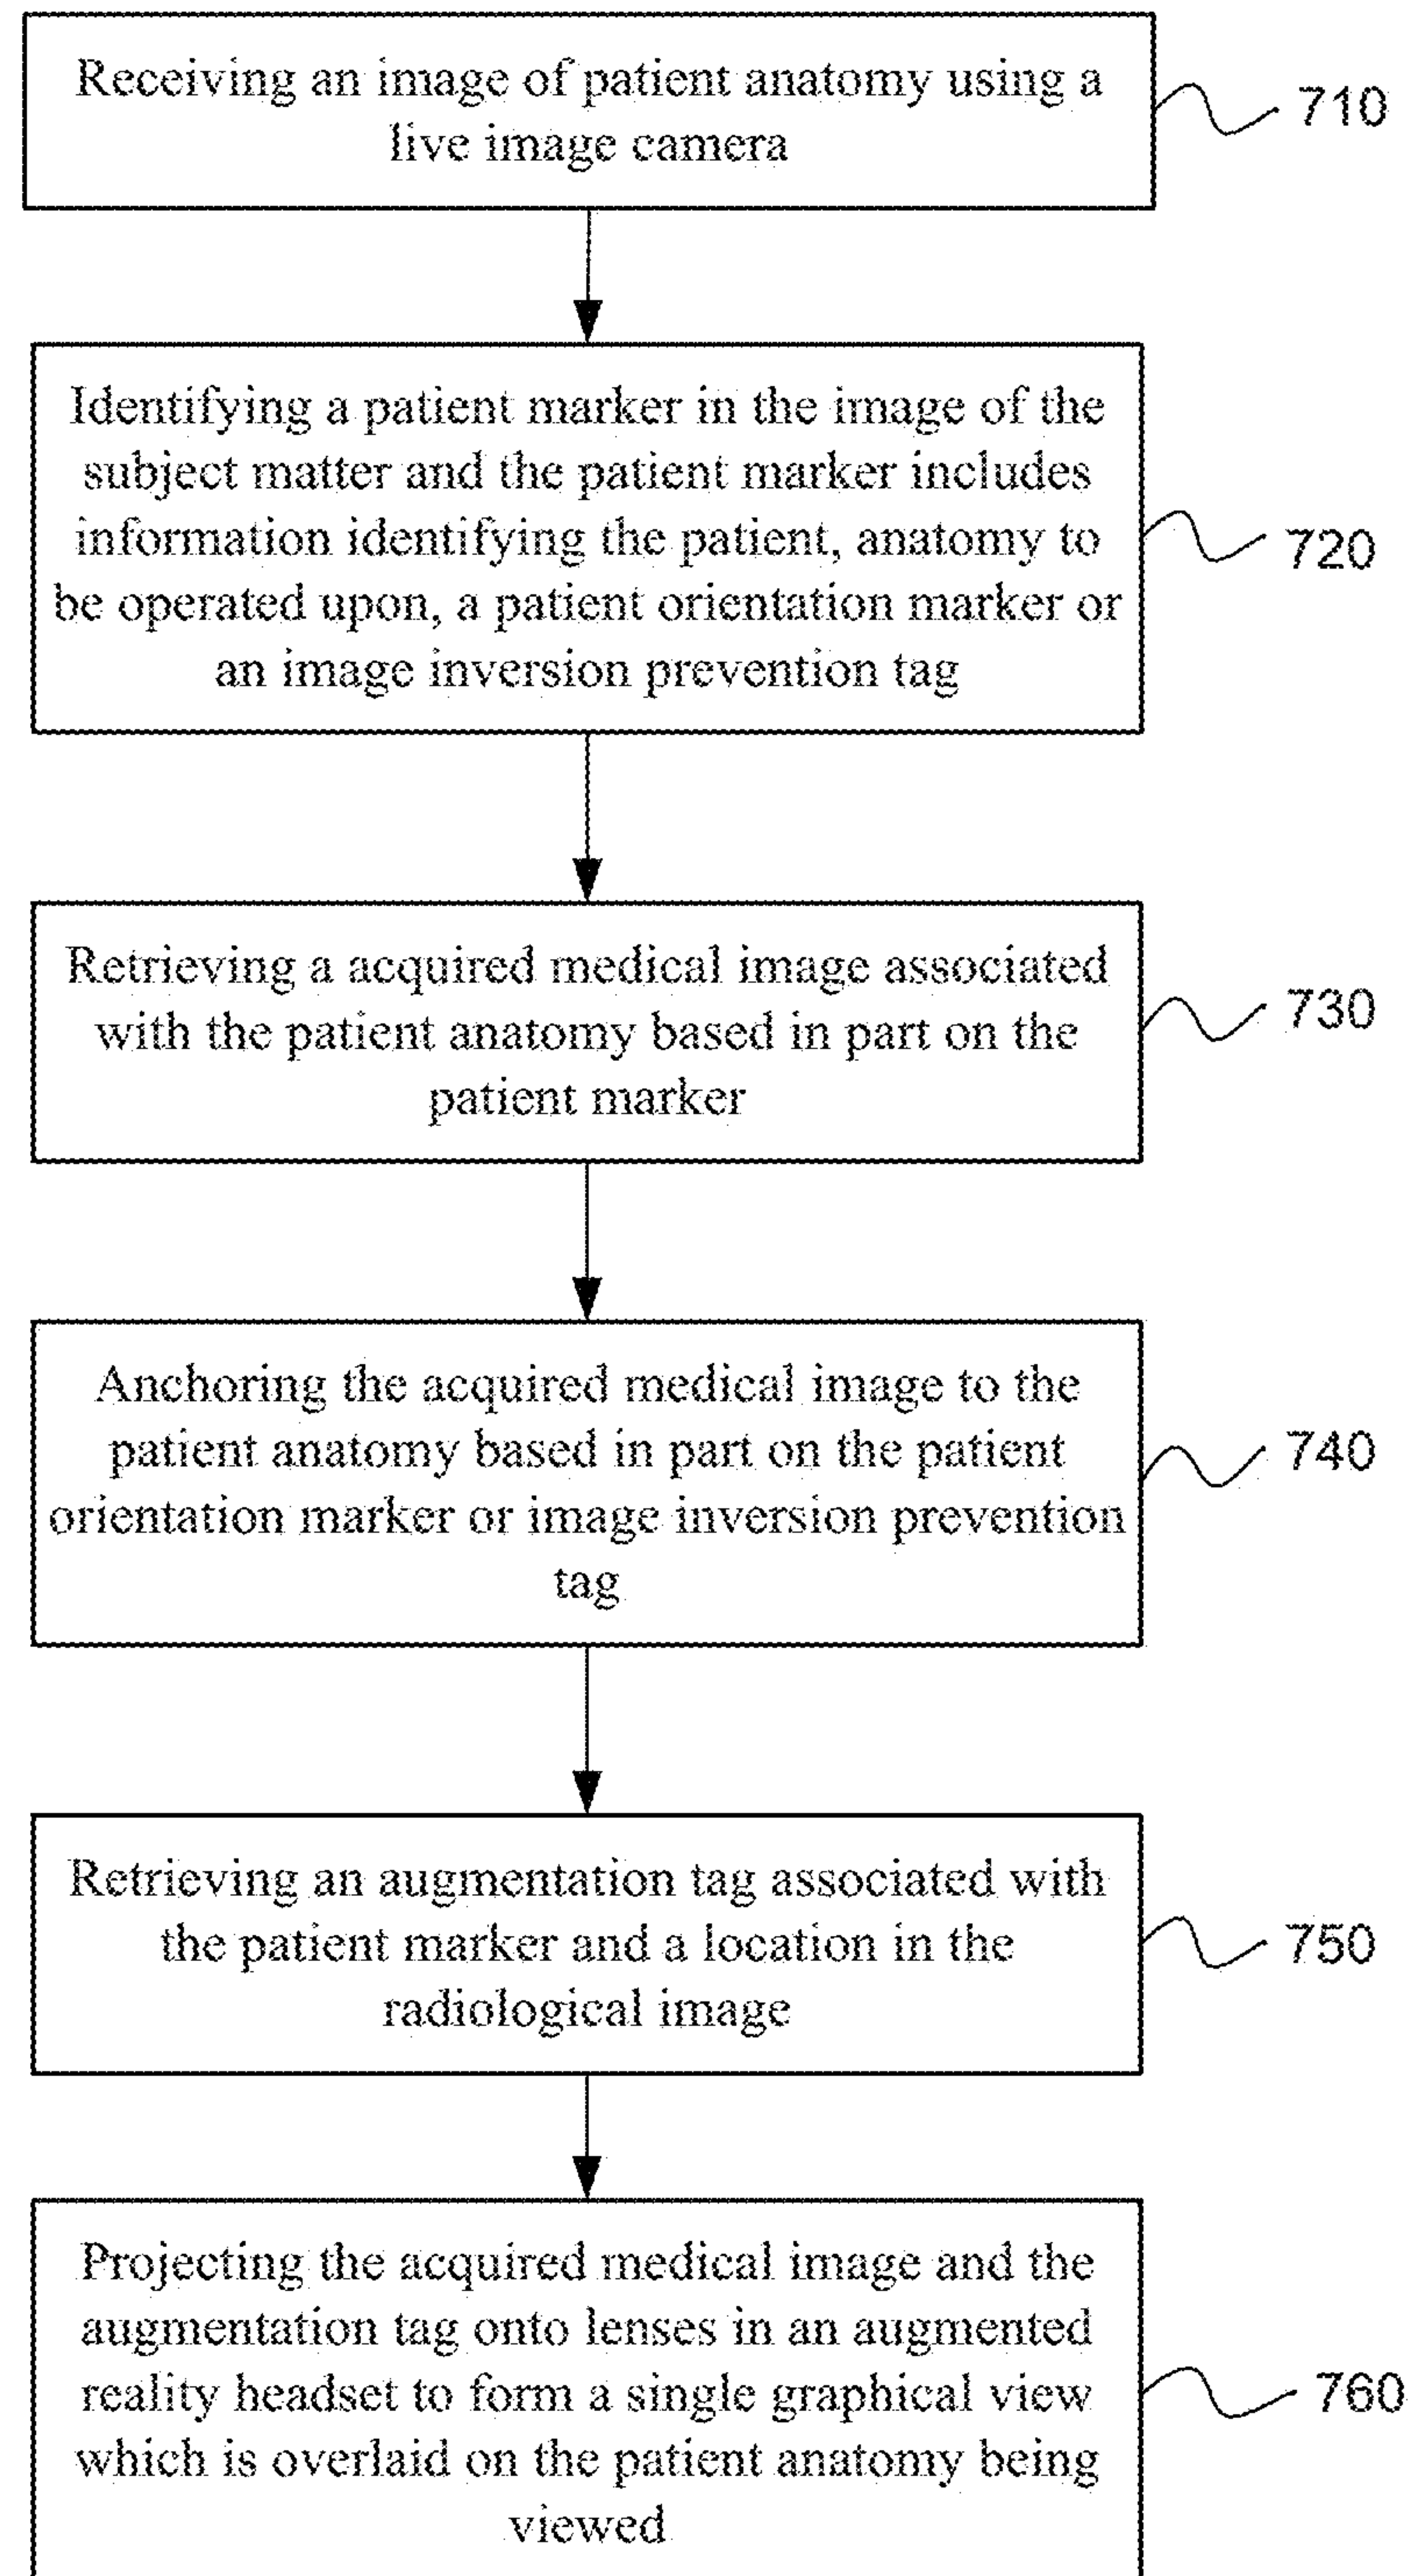 Receiving an image of patient anatomy using a
live image camera
710
Identifying a patient marker in the image of the
subject matter and the patient marker includes
information identifying the patient, anatomy to
be operated upon, a patient orientation marker or
an image inversion prevention tag
720
Retrieving a acquired medical image associated
with the patient anatomy based in part on the
patient marker
730
Anchoring the acquired medical image to the
patient anatomy based in part on the patient
orientation marker or image inversion prevention
tag
740
Retrieving an augmentation tag associated with
the patient marker and a location in the
radiological image
750
Projecting the acquired medical image and the
augmentation tag onto lenses in an augmented
reality headset to form a single graphical view
which is overlaid on the patient anatomy being
viewed
760